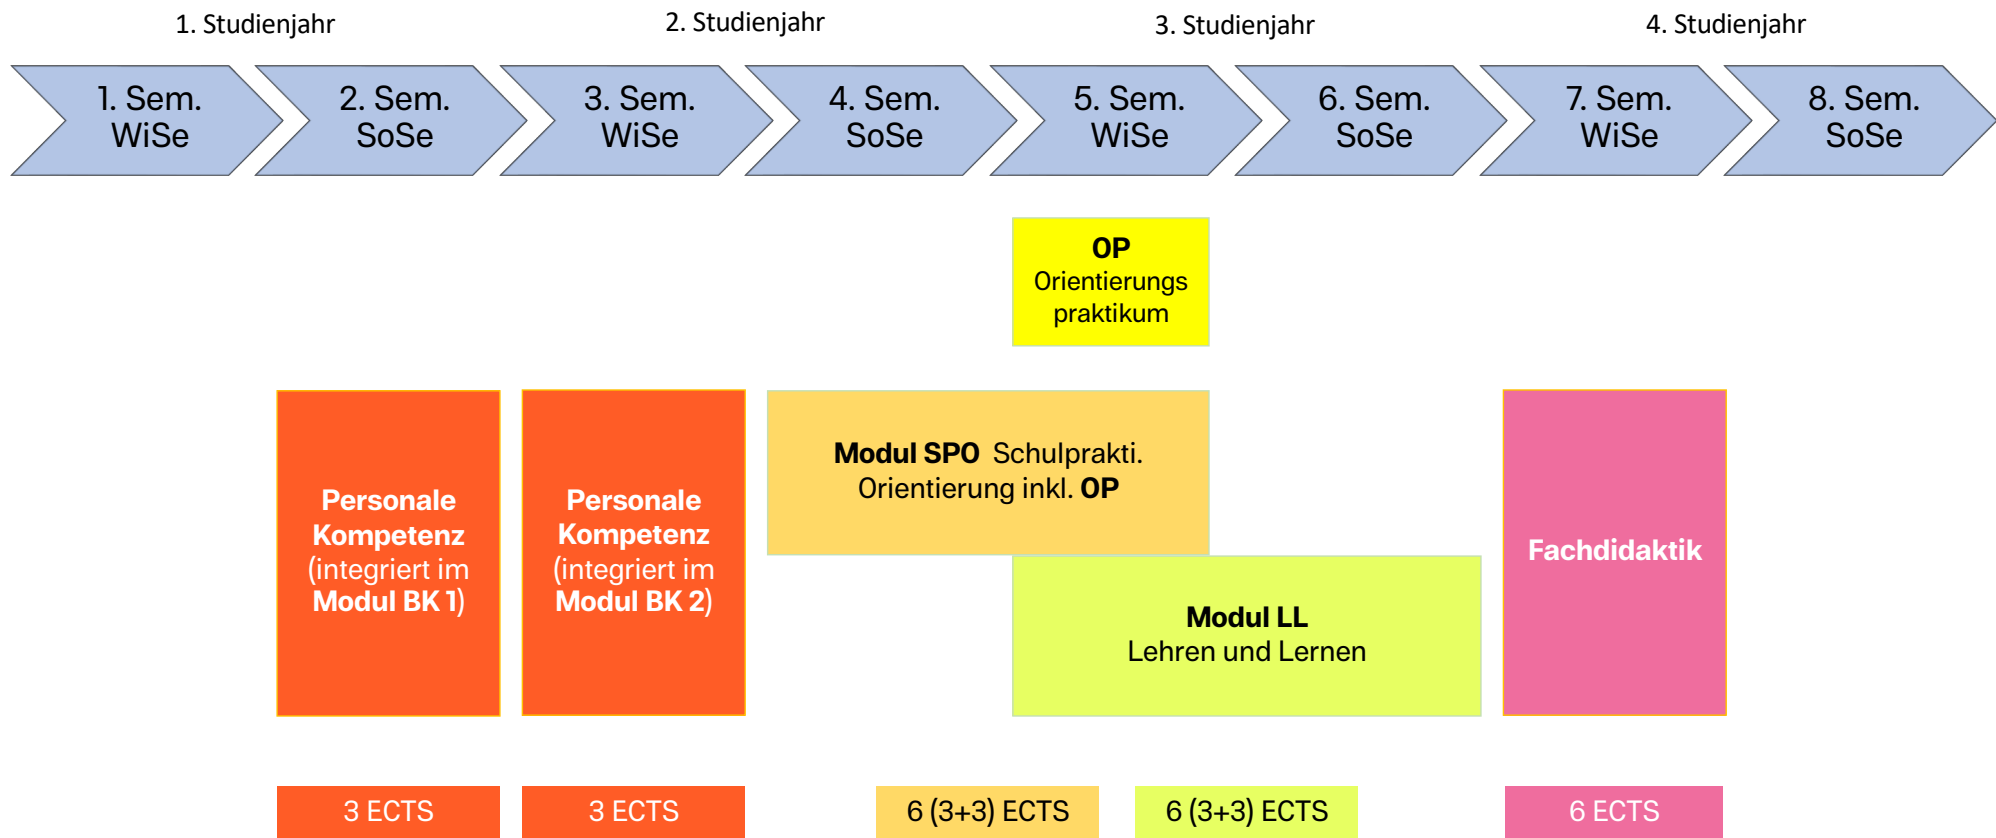 1. Studienjahr
2. Studienjahr
3. Studienjahr
4. Studienjahr
1. Sem.
WiSe
2. Sem.
SoSe
3. Sem.
WiSe
4. Sem.
SoSe
5. Sem.
WiSe
6. Sem.
SoSe
7. Sem.
WiSe
8. Sem.
SoSe
OP
Orientierungs
praktikum
Personale
Kompetenz
(integriert im
Modul BK 1)
Personale
Kompetenz
(integriert im
Modul BK 2)
Modul SPO Schulprakti.
Orientierung inkl. OP
Modul LL
Lehren und Lernen
Fachdidaktik
3 ECTS
3 ECTS
6 (3+3) ECTS
6 (3+3) ECTS
6 ECTS